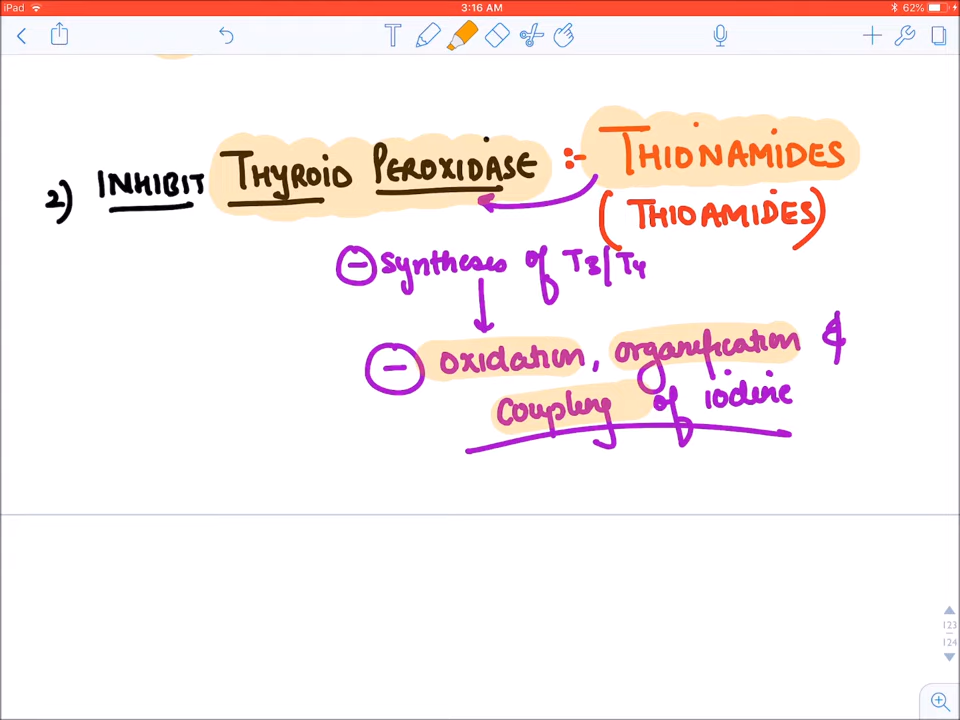 iPad 3:16 AM 62%
T
2) INHIBIT THYROID PEROXIDASE :- THIONAMIDES
(THIOAMIDES)
⊖ syntheses of T3/T4
⊖ oxidation, organification &
coupling of iodine
123
124